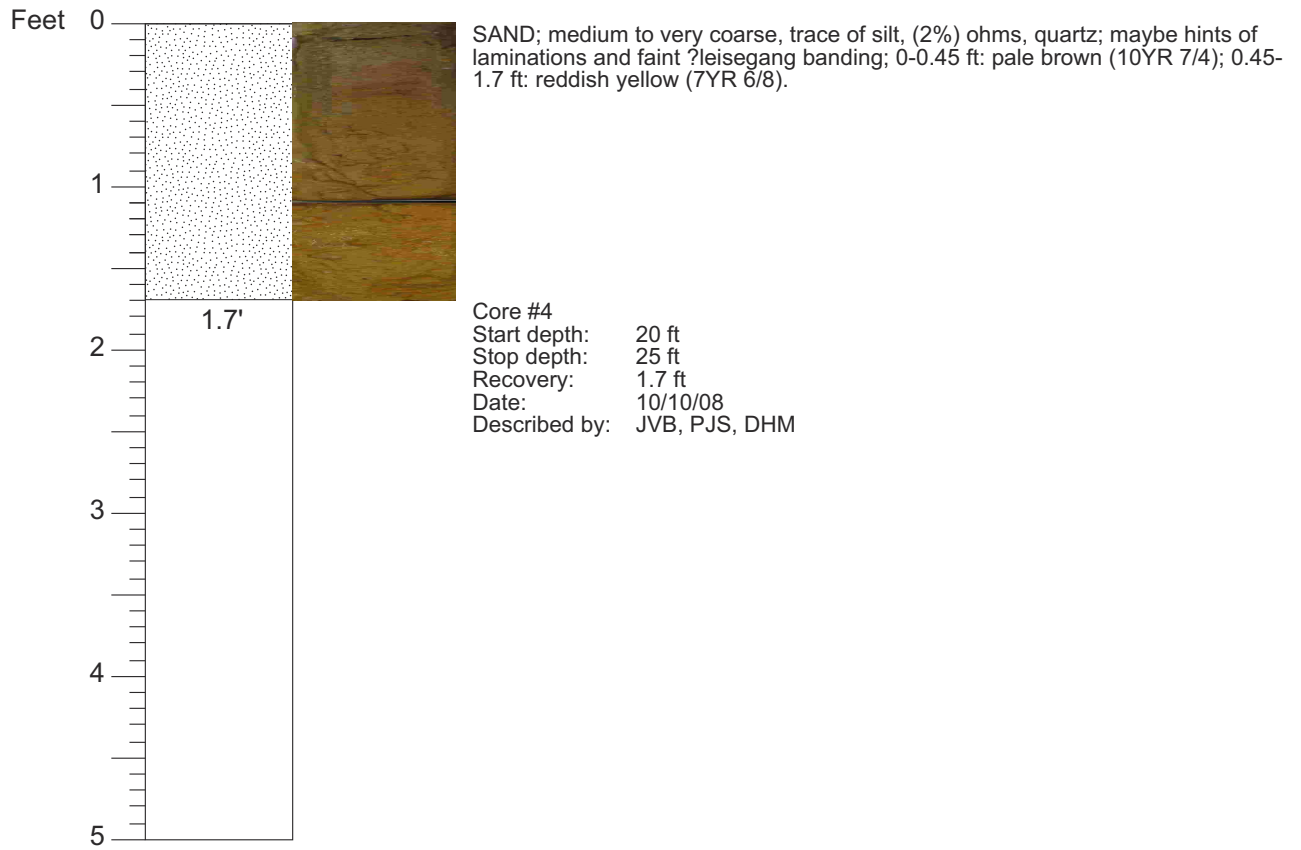 Feet 0
SAND; medium to very coarse, trace of silt, (2%) ohms, quartz; maybe hints of
laminations and faint ?leisegang banding; 0-0.45 ft: pale brown (10YR 7/4); 0.45-
1.7 ft: reddish yellow (7YR 6/8).
1
1.7'
Core #4
Start depth: 20 ft
2
Stop depth: 25 ft
Recovery: 1.7 ft
Date: 10/10/08
Described by: JVB, PJS, DHM
3
4
5